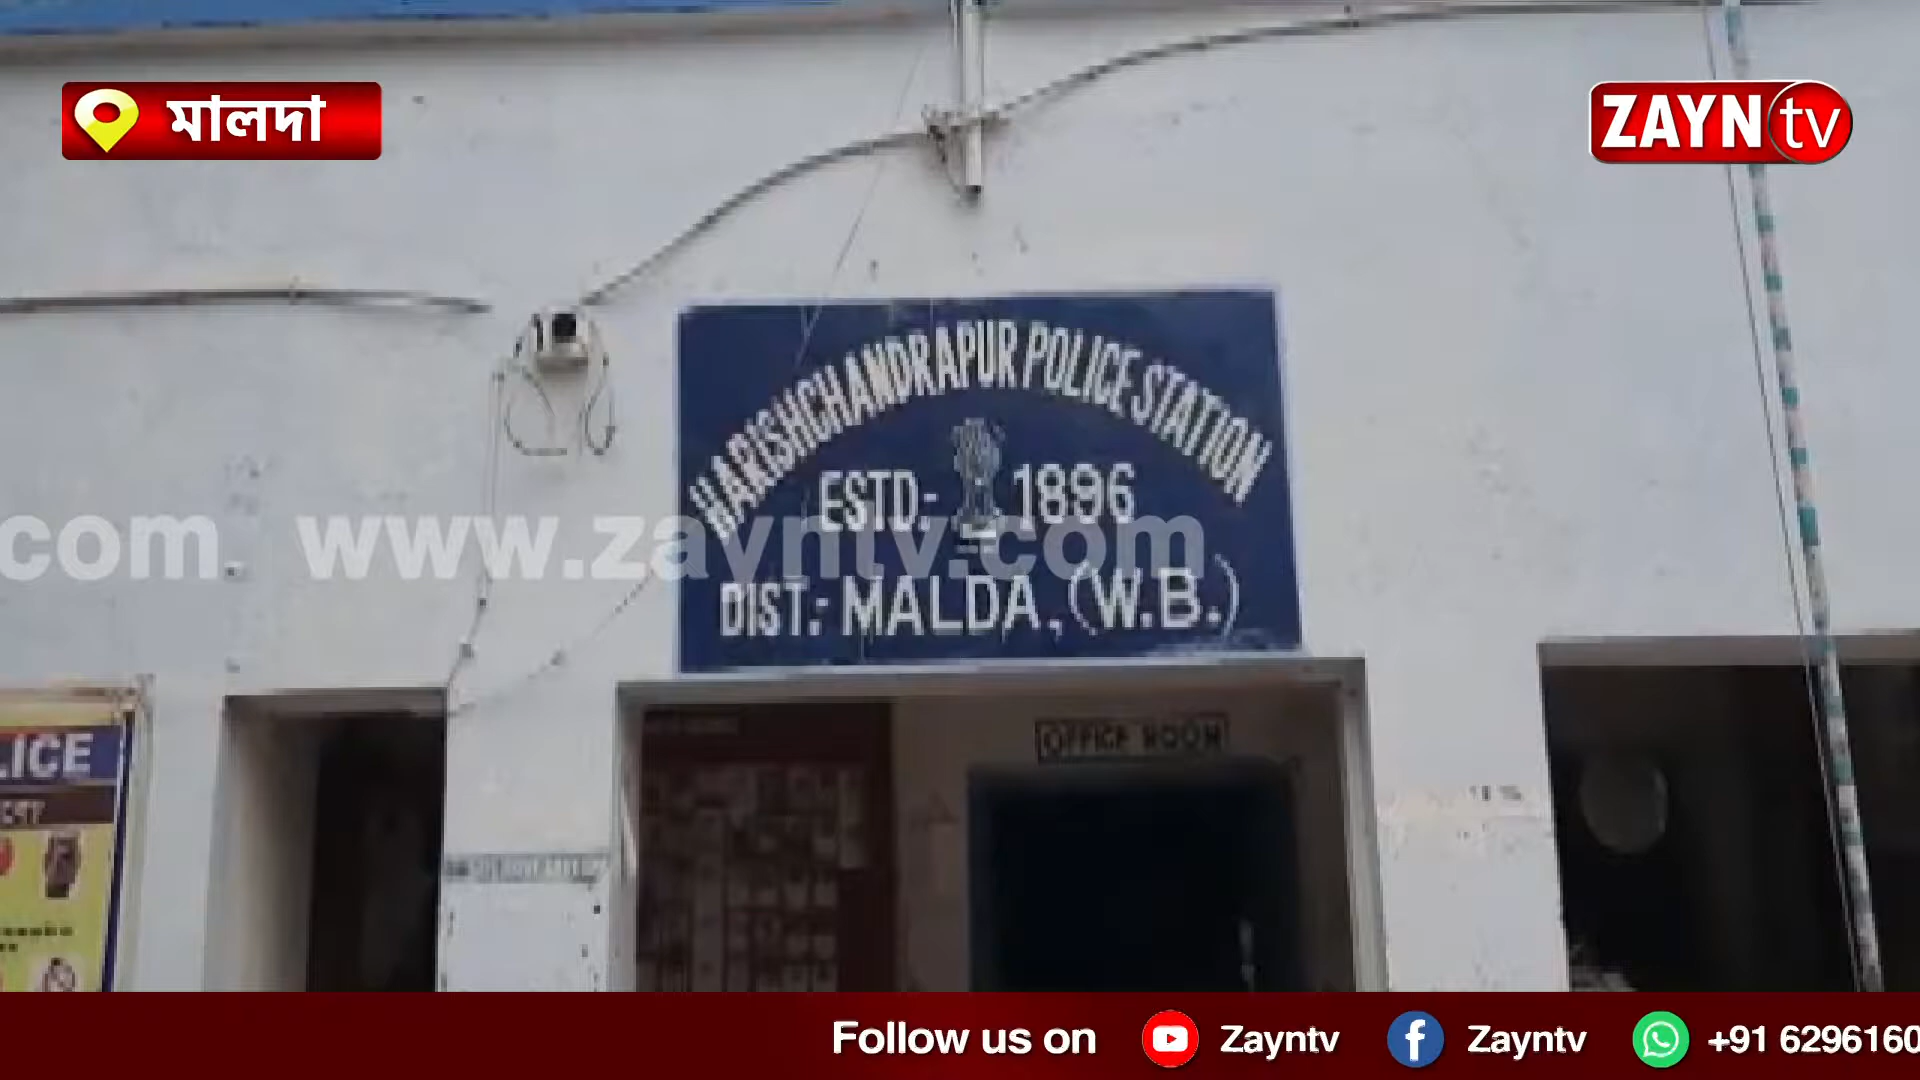 মালদা
ZAYN tv
HARISHCHANDRAPUR POLICE STATION
ESTD:- 1896
.com www.zayntv.com
DIST:- MALDA, (W.B.)
LICE
OFFICE ROOM
Follow us on Zayntv Zayntv +91 6296160